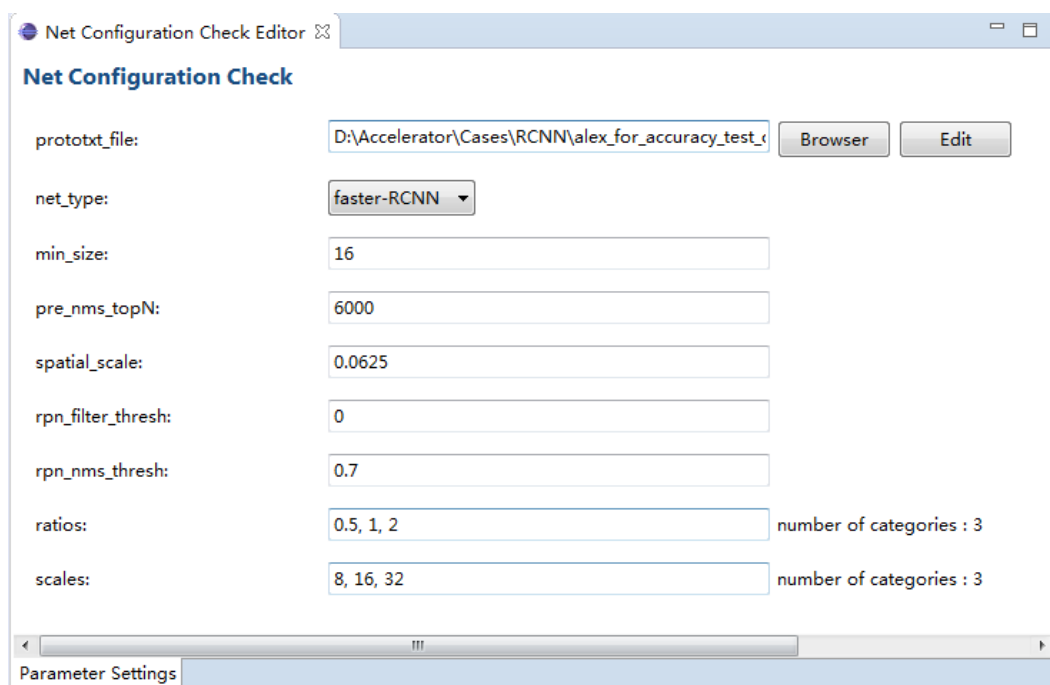 Net Configuration Check Editor
Net Configuration Check
prototxt_file: D:\Accelerator\Cases\RCNN\alex_for_accuracy_test_ Browser Edit
net_type: faster-RCNN
min_size: 16
pre_nms_topN: 6000
spatial_scale: 0.0625
rpn_filter_thresh: 0
rpn_nms_thresh: 0.7
ratios: 0.5, 1, 2 number of categories : 3
scales: 8, 16, 32 number of categories : 3
Parameter Settings